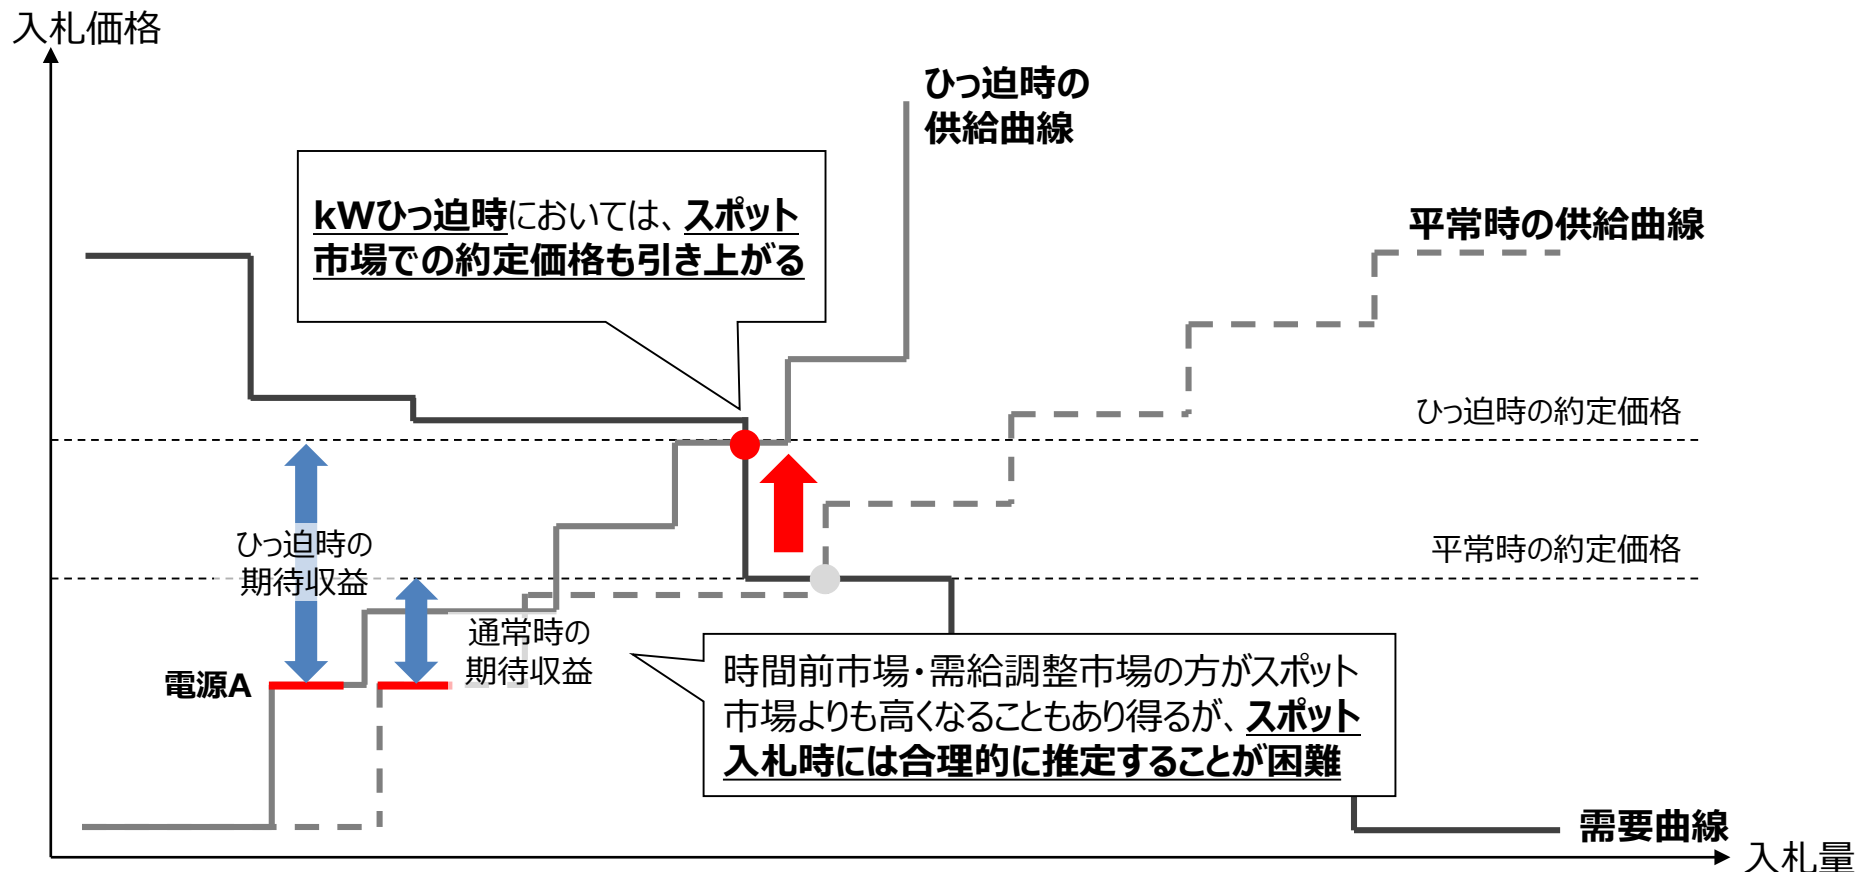 入札価格
ひっ迫時の
供給曲線
kWひっ迫時においては、スポット
市場での約定価格も引き上がる
平常時の供給曲線
ひっ迫時の約定価格
平常時の約定価格
ひっ迫時の
期待収益
通常時の
期待収益
電源A
時間前市場・需給調整市場の方がスポット
市場よりも高くなることもあり得るが、スポット
入札時には合理的に推定することが困難
需要曲線
入札量